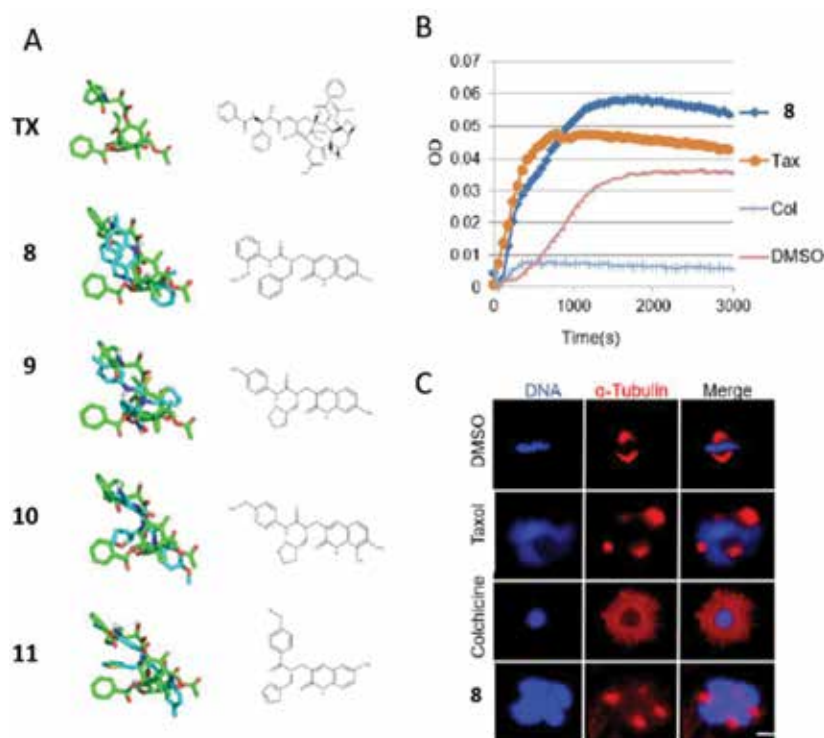 A
TX
8
9
10
11
B
0.07
0.06
0.05
0.04
0.03
0.02
0.01
0
OD
0
1000
2000
3000
Time(s)
8
Tax
Col
DMSO
C
DNA
α-Tubulin
Merge
DMSO
Taxol
Colchicine
8